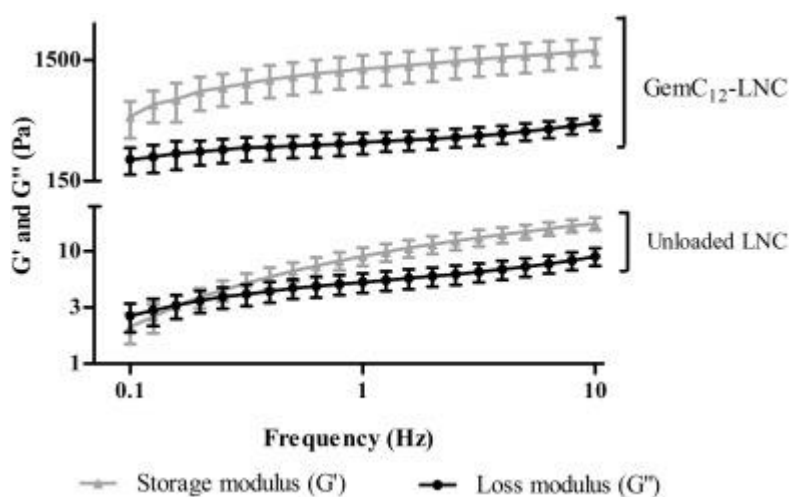 1500
150
10
3
1
G' and G'' (Pa)
GemC₁₂-LNC
Unloaded LNC
0.1 1 10
Frequency (Hz)
Storage modulus (G') Loss modulus (G'')